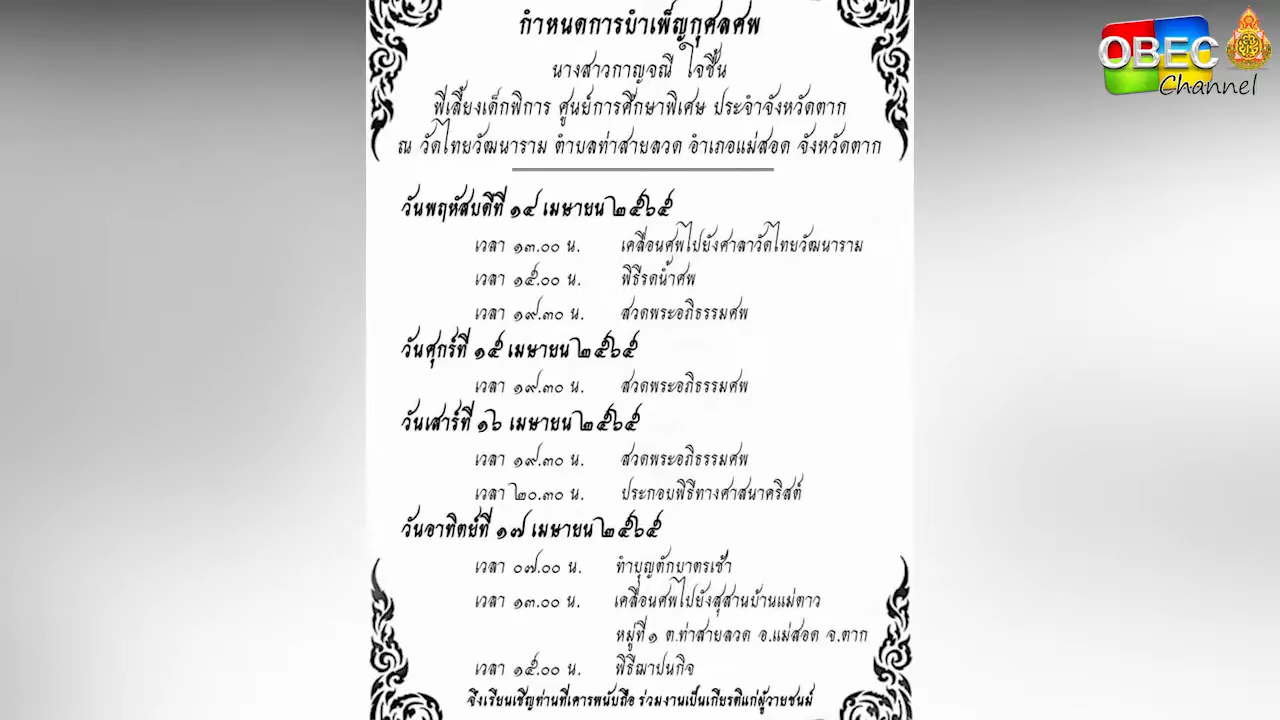 OBEC
Channel
กำหนดการบำเพ็ญกุศลศพ
นางสาวกาญจณี ใจชื้น
พี่เลี้ยงเด็กพิการ ศูนย์การศึกษาพิเศษ ประจำจังหวัดตาก
ณ วัดไทยวัฒนาราม ตำบลท่าสายลวด อำเภอแม่สอด จังหวัดตาก
วันพฤหัสบดีที่ ๑๔ เมษายน ๒๕๖๕
เวลา ๑๓.๐๐ น. เคลื่อนศพไปยังศาลาวัดไทยวัฒนาราม
เวลา ๑๕.๐๐ น. พิธีรดน้ำศพ
เวลา ๑๙.๓๐ น. สวดพระอภิธรรมศพ
วันศุกร์ที่ ๑๕ เมษายน ๒๕๖๕
เวลา ๑๙.๓๐ น. สวดพระอภิธรรมศพ
วันเสาร์ที่ ๑๖ เมษายน ๒๕๖๕
เวลา ๑๙.๓๐ น. สวดพระอภิธรรมศพ
เวลา ๒๐.๓๐ น. ประกอบพิธีทางศาสนาคริสต์
วันอาทิตย์ที่ ๑๗ เมษายน ๒๕๖๕
เวลา ๐๗.๐๐ น. ทำบุญตักบาตรเช้า
เวลา ๑๓.๐๐ น. เคลื่อนศพไปยังสุสานบ้านแม่ตาว
หมู่ที่ ๑ ต.ท่าสายลวด อ.แม่สอด จ.ตาก
เวลา ๑๕.๐๐ น. พิธีฌาปนกิจ
จึงเรียนเชิญท่านที่เคารพนับถือ ร่วมงานเป็นเกียรติแก่ผู้วายชนม์